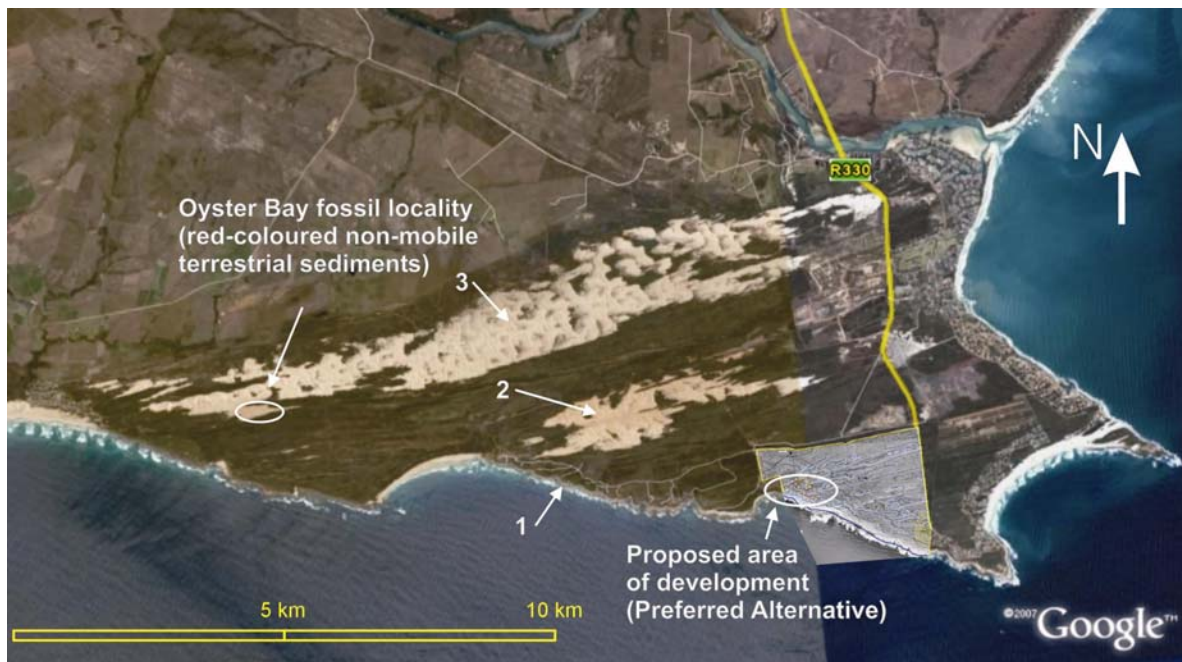 N
R330
Oyster Bay fossil locality
(red-coloured non-mobile
terrestrial sediments)
3
2
1
Proposed area
of development
(Preferred Alternative)
5 km
10 km
©2007 Google™